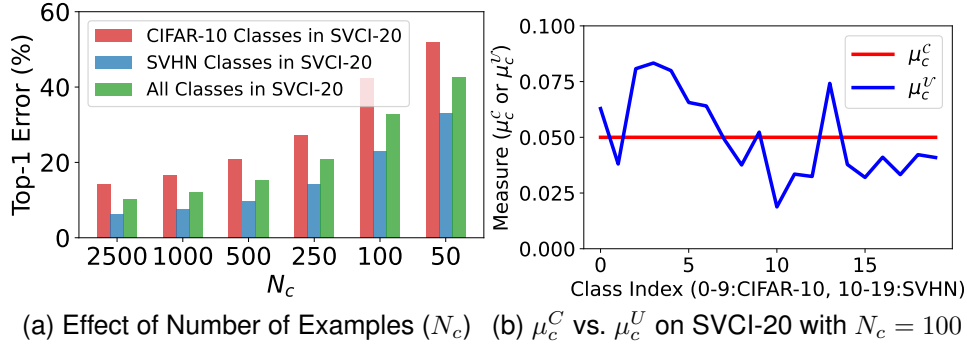 60
40
20
0
Top-1 Error (%)
CIFAR-10 Classes in SVCI-20
SVHN Classes in SVCI-20
All Classes in SVCI-20
2500 1000 500 250 100 50
N_c
(a) Effect of Number of Examples (N_c)
0.100
0.075
0.050
0.025
0.000
Measure (μ_c^C or μ_c^U)
μ_c^C
μ_c^U
0 5 10 15
Class Index (0-9:CIFAR-10, 10-19:SVHN)
(b) μ_c^C vs. μ_c^U on SVCI-20 with N_c = 100